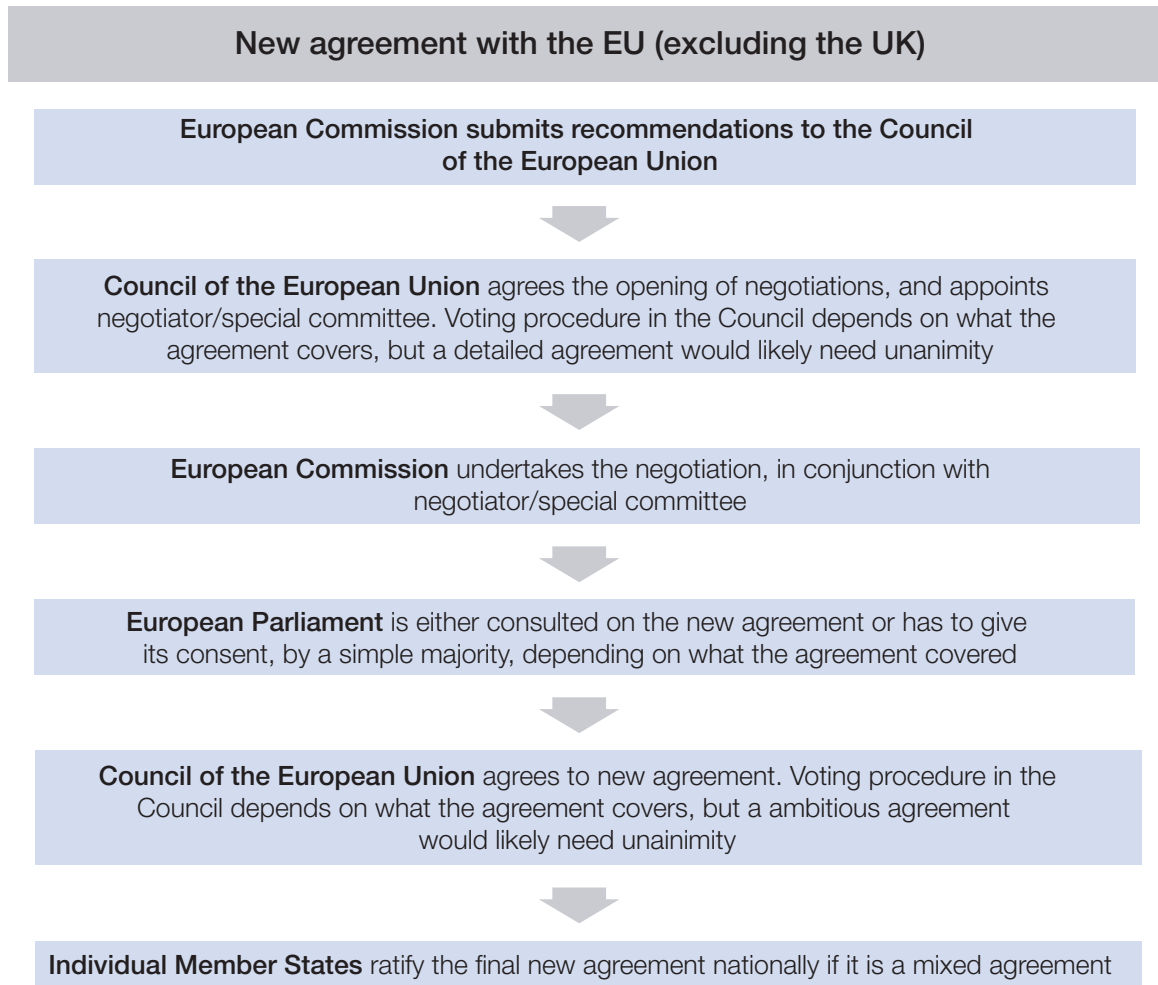 New agreement with the EU (excluding the UK)
European Commission submits recommendations to the Council
of the European Union
Council of the European Union agrees the opening of negotiations, and appoints
negotiator/special committee. Voting procedure in the Council depends on what the
agreement covers, but a detailed agreement would likely need unanimity
European Commission undertakes the negotiation, in conjunction with
negotiator/special committee
European Parliament is either consulted on the new agreement or has to give
its consent, by a simple majority, depending on what the agreement covered
Council of the European Union agrees to new agreement. Voting procedure in the
Council depends on what the agreement covers, but a ambitious agreement
would likely need unainimity
Individual Member States ratify the final new agreement nationally if it is a mixed agreement